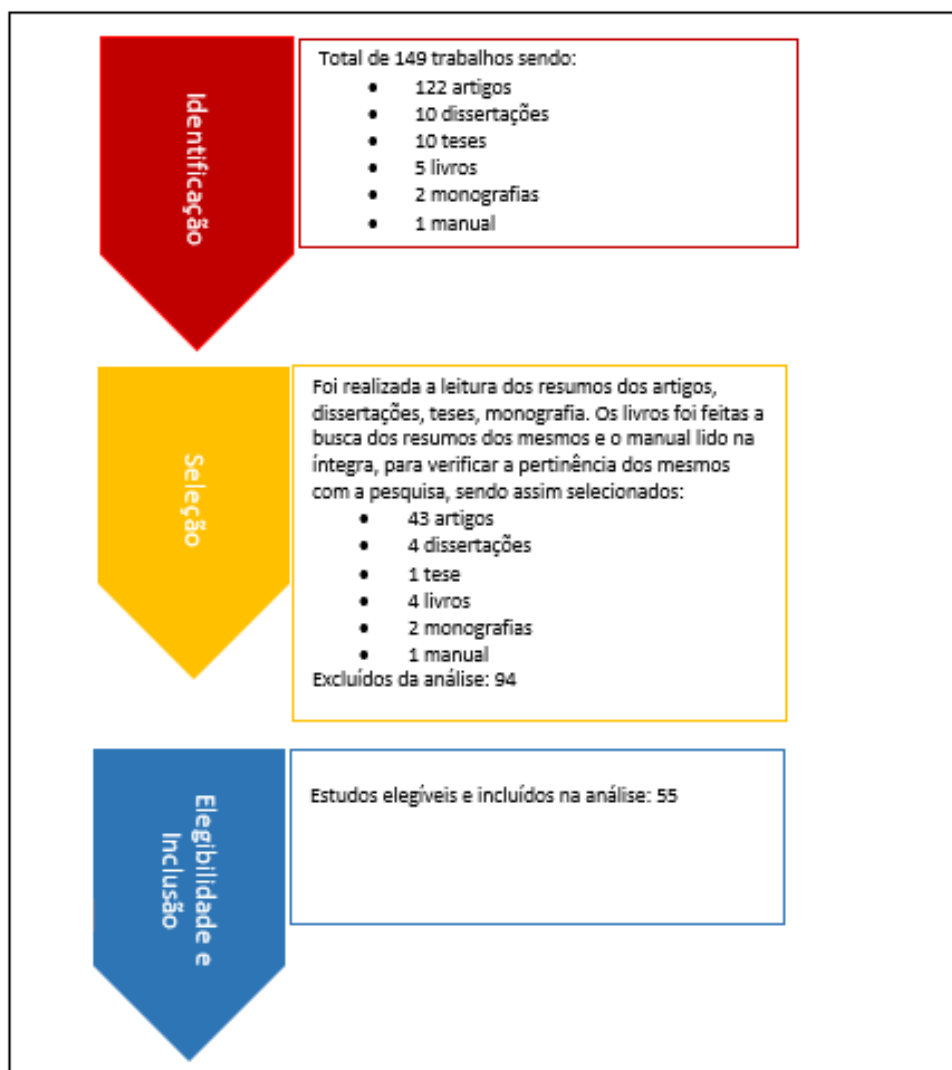 Identificação
Total de 149 trabalhos sendo:
• 122 artigos
• 10 dissertações
• 10 teses
• 5 livros
• 2 monografias
• 1 manual
Seleção
Foi realizada a leitura dos resumos dos artigos,
dissertações, teses, monografia. Os livros foi feitas a
busca dos resumos dos mesmos e o manual lido na
íntegra, para verificar a pertinência dos mesmos
com a pesquisa, sendo assim selecionados:
• 43 artigos
• 4 dissertações
• 1 tese
• 4 livros
• 2 monografias
• 1 manual
Excluídos da análise: 94
Elegibilidade e
Inclusão
Estudos elegíveis e incluídos na análise: 55